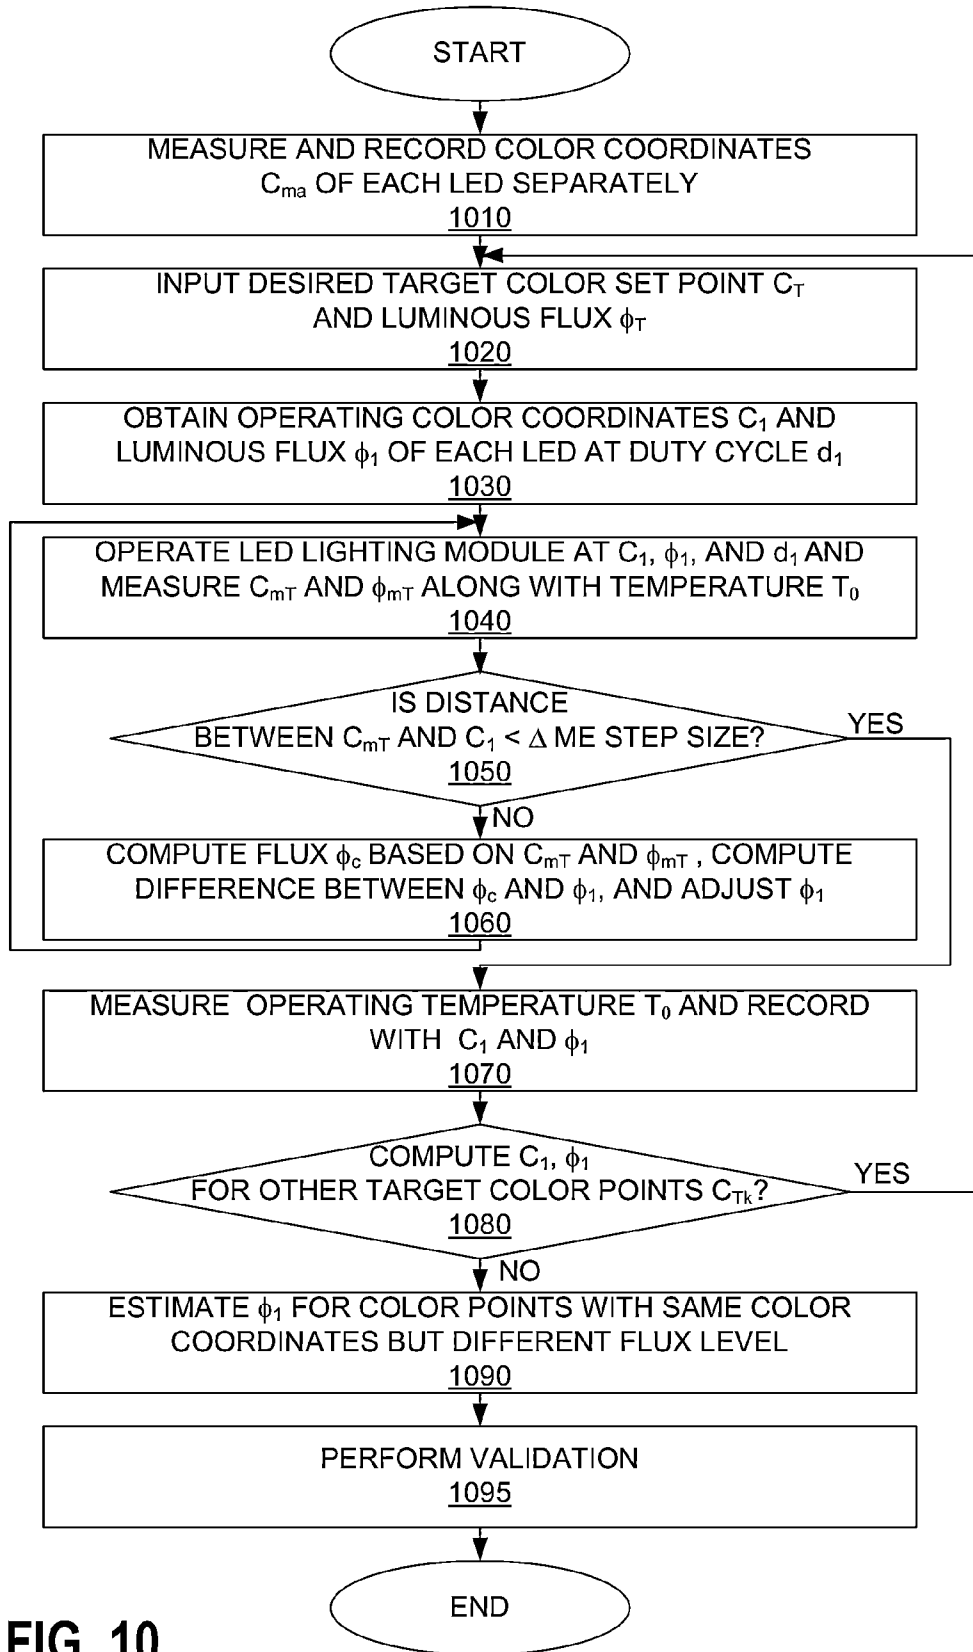 START
MEASURE AND RECORD COLOR COORDINATES
Cma OF EACH LED SEPARATELY
1010
INPUT DESIRED TARGET COLOR SET POINT CT
AND LUMINOUS FLUX ϕT
1020
OBTAIN OPERATING COLOR COORDINATES C1 AND
LUMINOUS FLUX ϕ1 OF EACH LED AT DUTY CYCLE d1
1030
OPERATE LED LIGHTING MODULE AT C1, ϕ1, AND d1 AND
MEASURE CmT AND ϕmT ALONG WITH TEMPERATURE T0
1040
IS DISTANCE
BETWEEN CmT AND C1 < Δ ME STEP SIZE?
1050
YES
NO
COMPUTE FLUX ϕc BASED ON CmT AND ϕmT , COMPUTE
DIFFERENCE BETWEEN ϕc AND ϕ1, AND ADJUST ϕ1
1060
MEASURE OPERATING TEMPERATURE T0 AND RECORD
WITH C1 AND ϕ1
1070
COMPUTE C1, ϕ1
FOR OTHER TARGET COLOR POINTS CTk?
1080
YES
NO
ESTIMATE ϕ1 FOR COLOR POINTS WITH SAME COLOR
COORDINATES BUT DIFFERENT FLUX LEVEL
1090
PERFORM VALIDATION
1095
END
FIG. 10